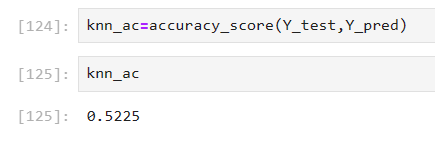 [124]: knn_ac=accuracy_score(Y_test,Y_pred)
[125]: knn_ac
[125]: 0.5225